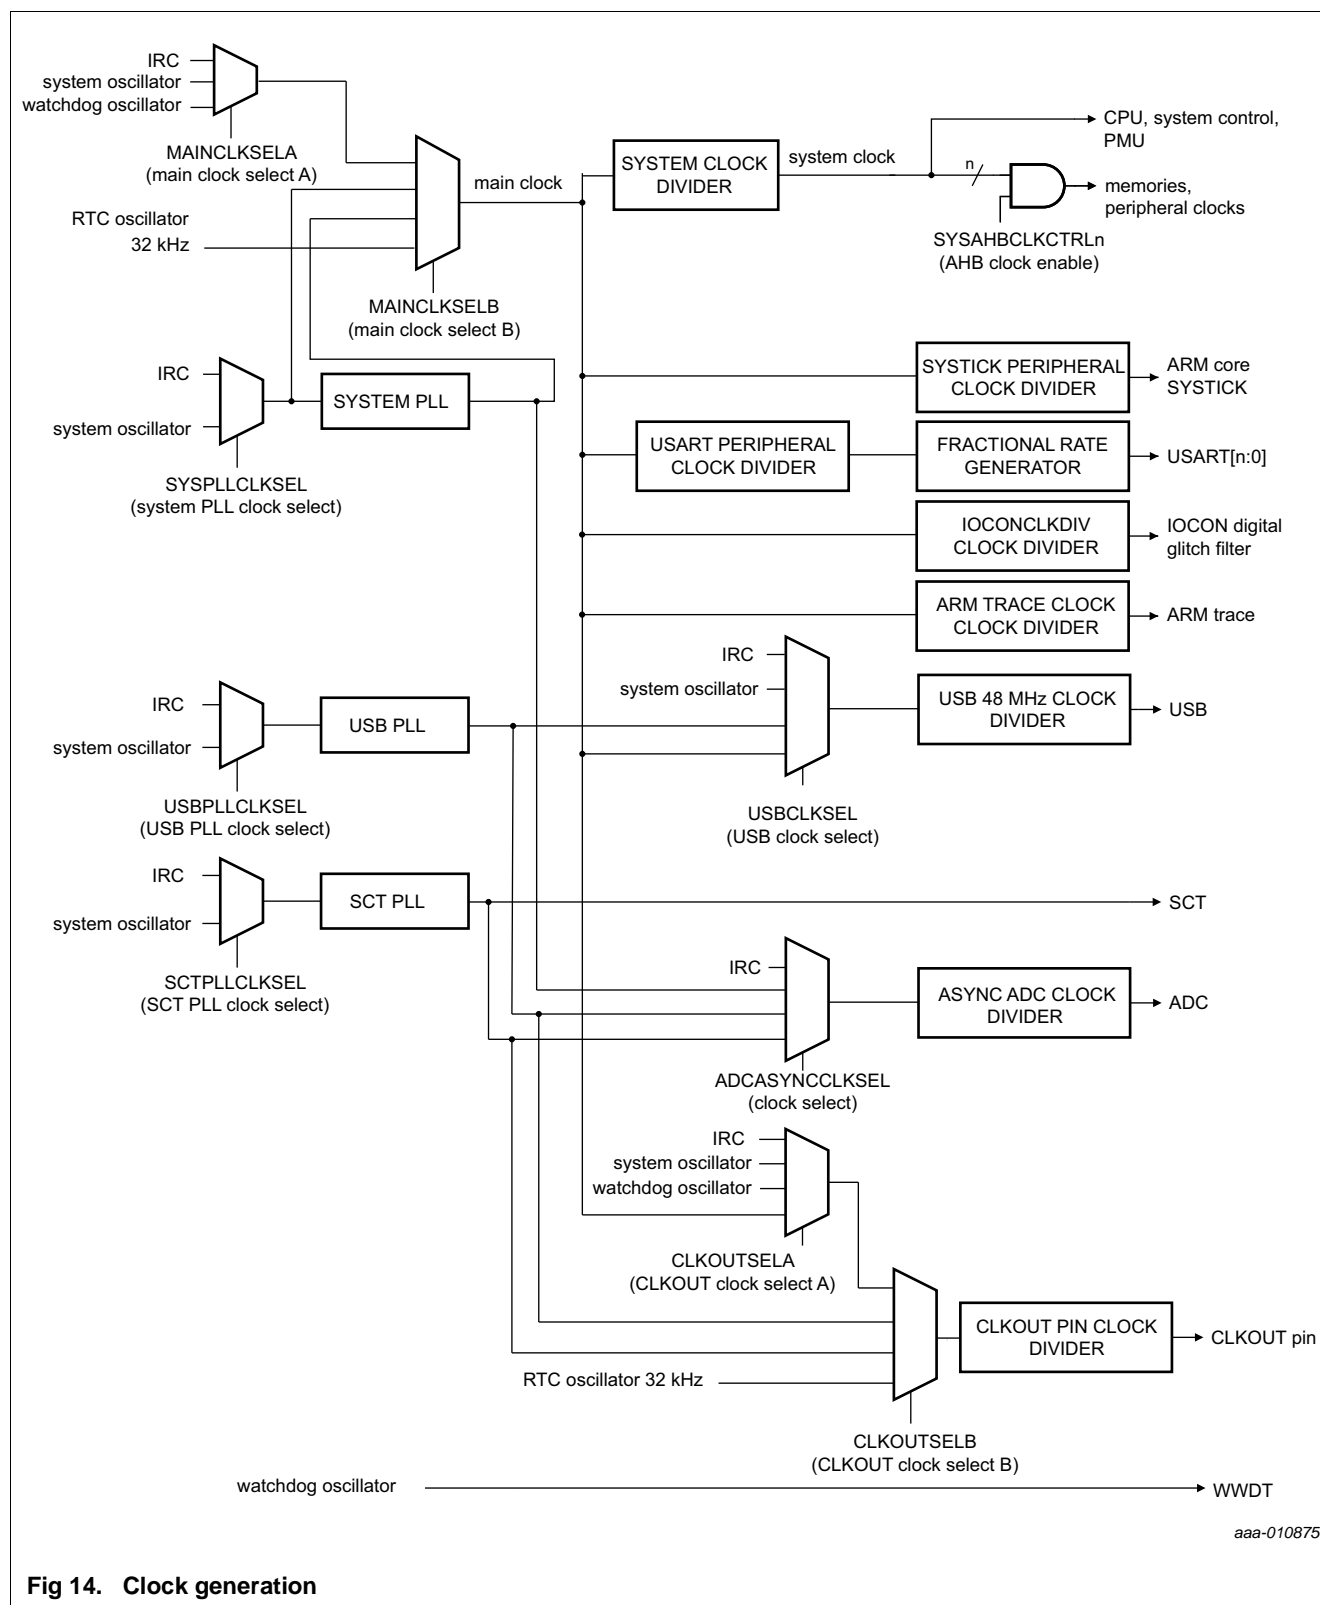 IRC
system oscillator
watchdog oscillator
MAINCLKSELA
(main clock select A)
RTC oscillator
32 kHz
main clock
MAINCLKSELB
(main clock select B)
SYSTEM CLOCK
DIVIDER
system clock
n
CPU, system control,
PMU
memories,
peripheral clocks
SYSAHBCLKCTRLn
(AHB clock enable)
IRC
system oscillator
SYSTEM PLL
SYSPLLCLKSEL
(system PLL clock select)
SYSTICK PERIPHERAL
CLOCK DIVIDER
ARM core
SYSTICK
USART PERIPHERAL
CLOCK DIVIDER
FRACTIONAL RATE
GENERATOR
USART[n:0]
IOCONCLKDIV
CLOCK DIVIDER
IOCON digital
glitch filter
ARM TRACE CLOCK
CLOCK DIVIDER
ARM trace
IRC
system oscillator
USB PLL
USBPLLCLKSEL
(USB PLL clock select)
IRC
system oscillator
USBCLKSEL
(USB clock select)
USB 48 MHz CLOCK
DIVIDER
USB
IRC
system oscillator
SCT PLL
SCTPLLCLKSEL
(SCT PLL clock select)
SCT
IRC
ADCASYNCCLKSEL
(clock select)
ASYNC ADC CLOCK
DIVIDER
ADC
IRC
system oscillator
watchdog oscillator
CLKOUTSELA
(CLKOUT clock select A)
RTC oscillator 32 kHz
CLKOUTSELB
(CLKOUT clock select B)
CLKOUT PIN CLOCK
DIVIDER
CLKOUT pin
watchdog oscillator
WWDT
aaa-010875
Fig 14. Clock generation